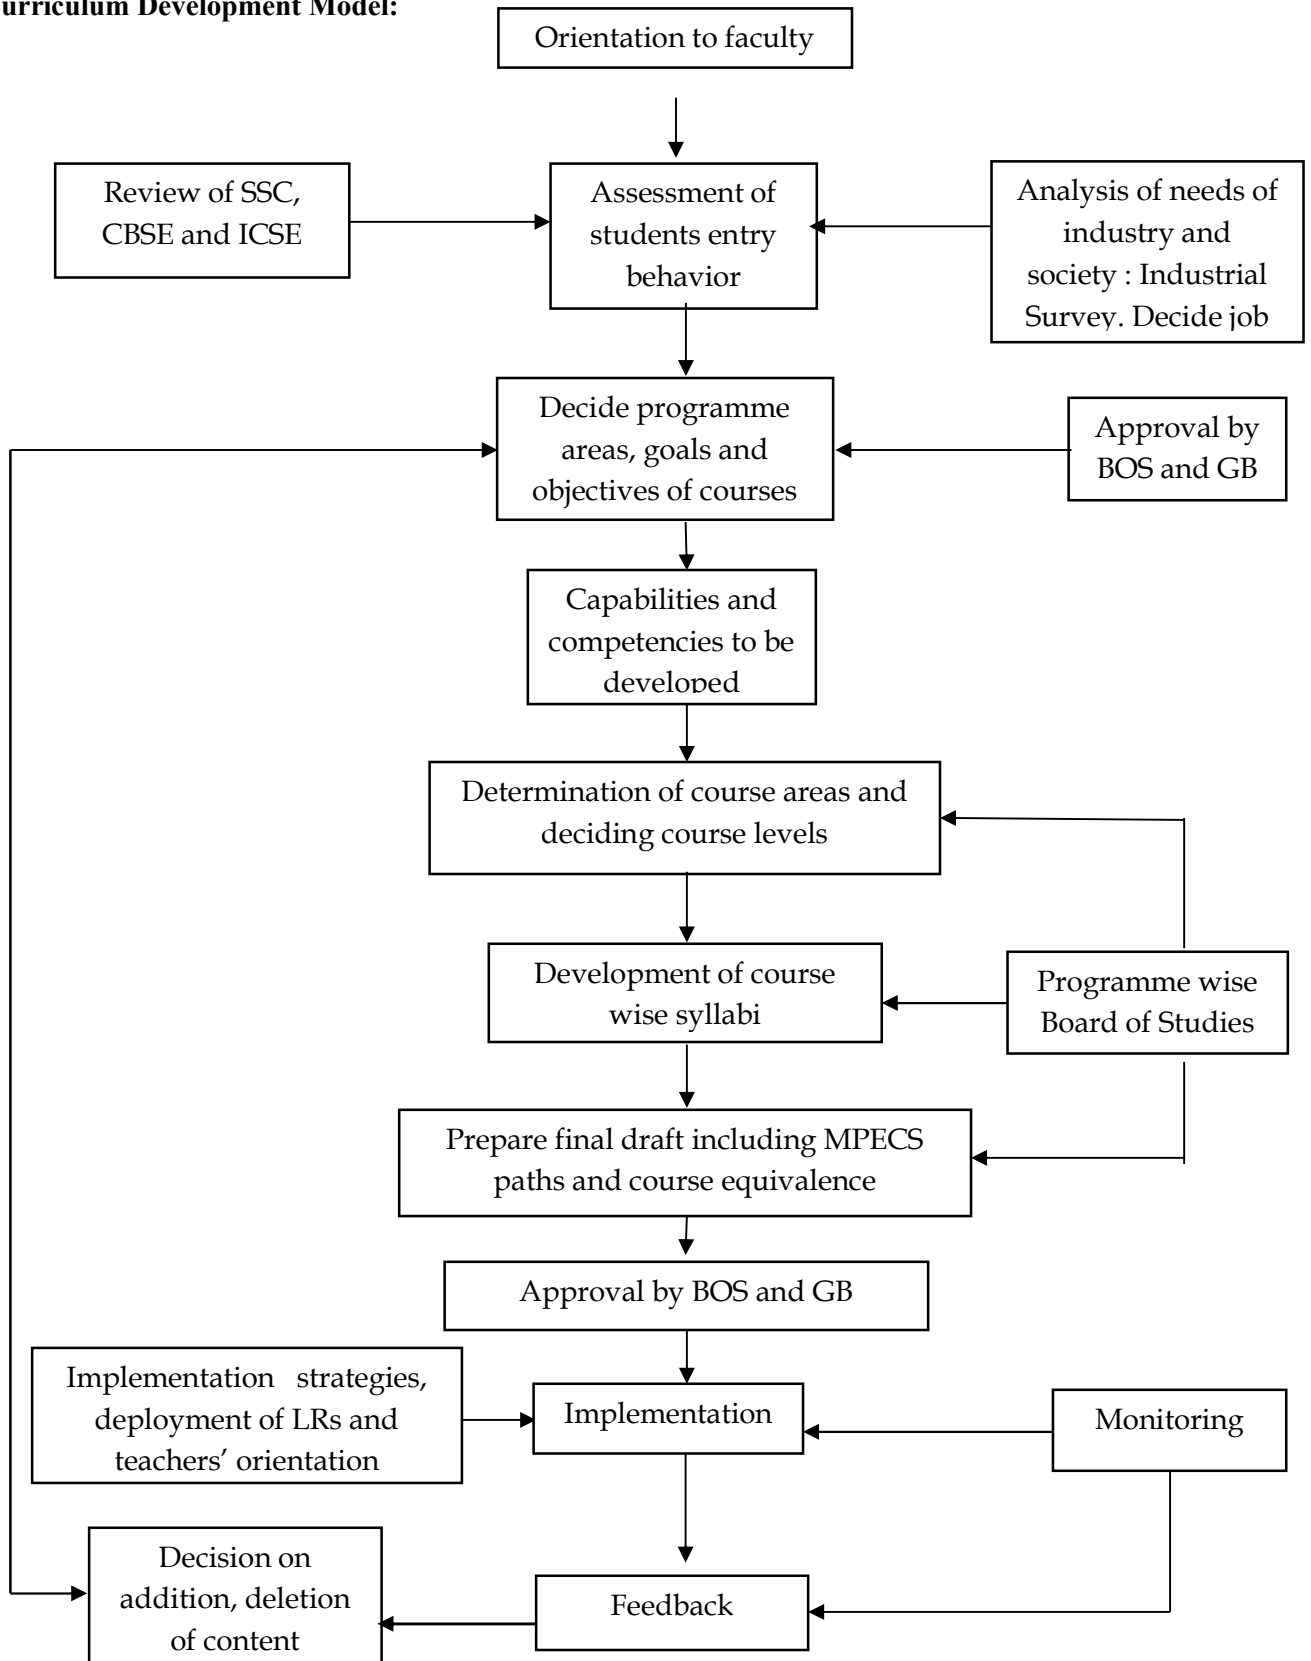 urriculum Development Model:
Orientation to faculty
Review of SSC,
CBSE and ICSE
Assessment of
students entry
behavior
Analysis of needs of
industry and
society : Industrial
Survey. Decide job
Decide programme
areas, goals and
objectives of courses
Approval by
BOS and GB
Capabilities and
competencies to be
developed
Determination of course areas and
deciding course levels
Development of course
wise syllabi
Programme wise
Board of Studies
Prepare final draft including MPECS
paths and course equivalence
Approval by BOS and GB
Implementation strategies,
deployment of LRs and
teachers’ orientation
Implementation
Monitoring
Decision on
addition, deletion
of content
Feedback